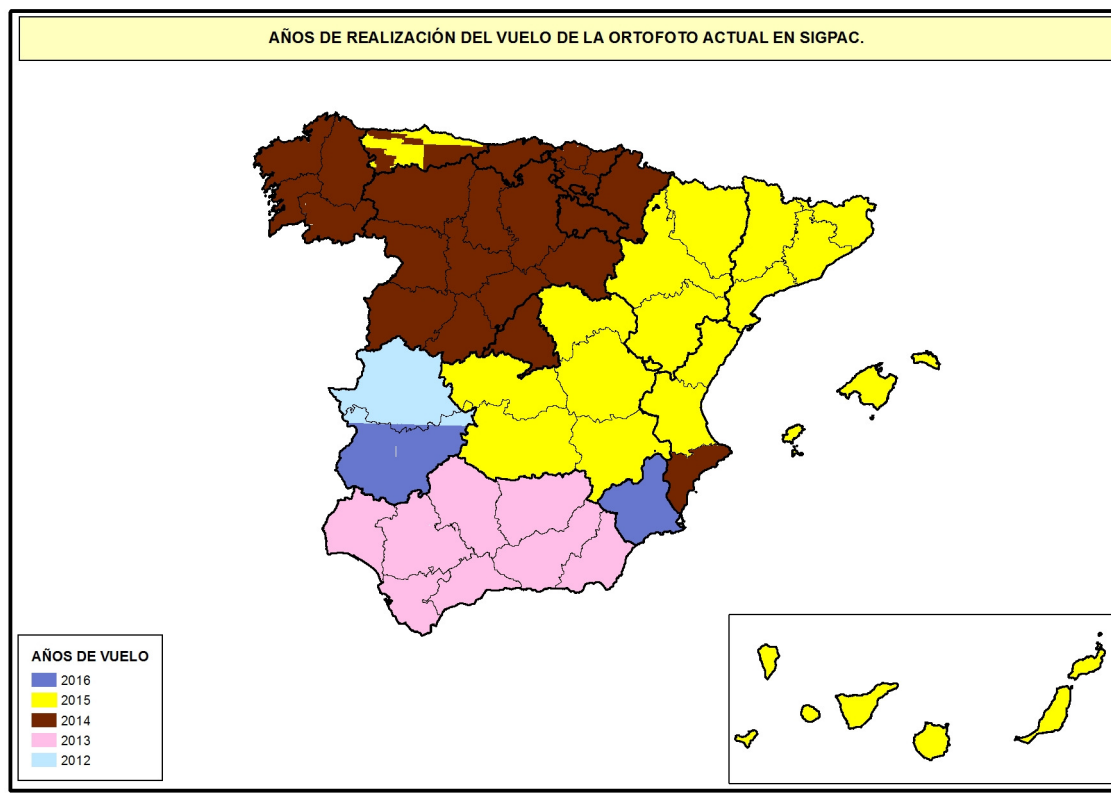 AÑOS DE REALIZACIÓN DEL VUELO DE LA ORTOFOTO ACTUAL EN SIGPAC.
AÑOS DE VUELO
2016
2015
2014
2013
2012